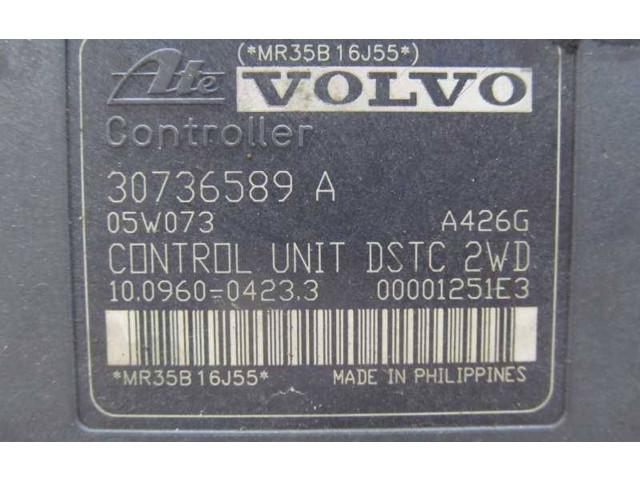 (*MR35B16J55*)
Ate VOLVO
Controller
30736589 A
05W073 A426G
CONTROL UNIT DSTC 2WD
10.0960-0423.3 00001251E3
*MR35B16J55* MADE IN PHILIPPINES